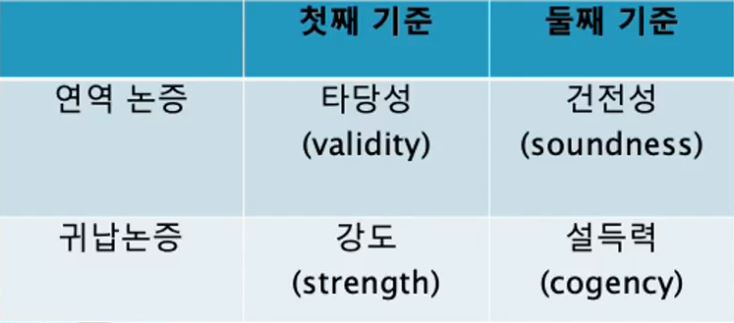 첫째 기준 둘째 기준
연역 논증 타당성 건전성
(validity) (soundness)
귀납논증 강도 설득력
(strength) (cogency)